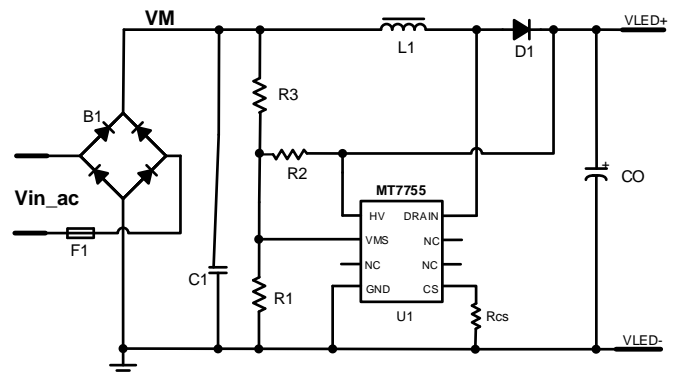 VM
VLED+
L1
D1
B1
R3
R2
MT7755
CO
+
Vin_ac
HV
DRAIN
VMS
NC
F1
NC
NC
C1
R1
GND
CS
U1
Rcs
VLED-